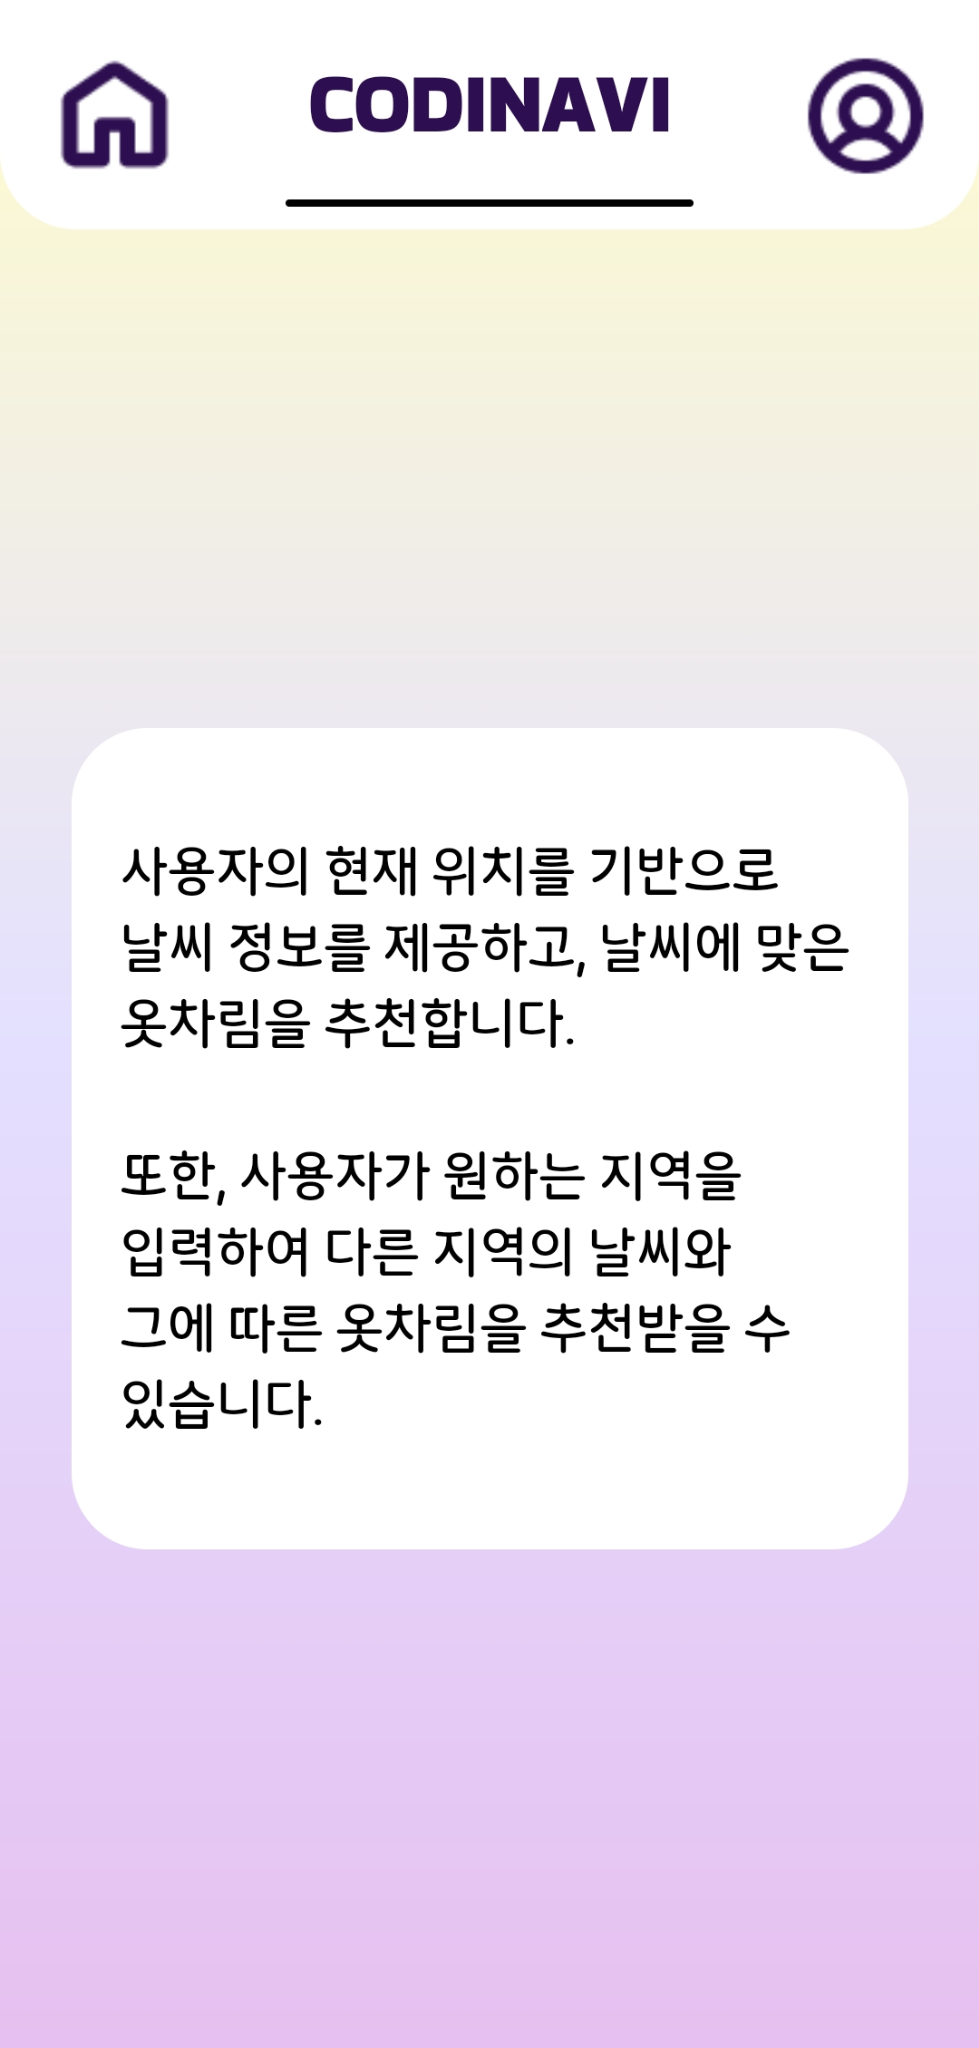 CODINAVI
사용자의 현재 위치를 기반으로
날씨 정보를 제공하고, 날씨에 맞은
옷차림을 추천합니다.
또한, 사용자가 원하는 지역을
입력하여 다른 지역의 날씨와
그에 따른 옷차림을 추천받을 수
있습니다.